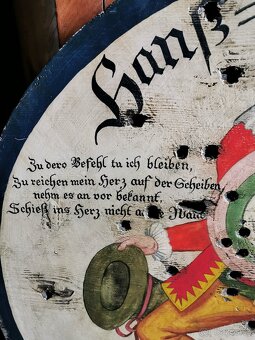 Hanß
Zu dero Befehl tu ich bleiben,
Zu reichen mein Herz auf der Scheiben
nehm es an vor bekannt.
Schieß ins Herz nicht a